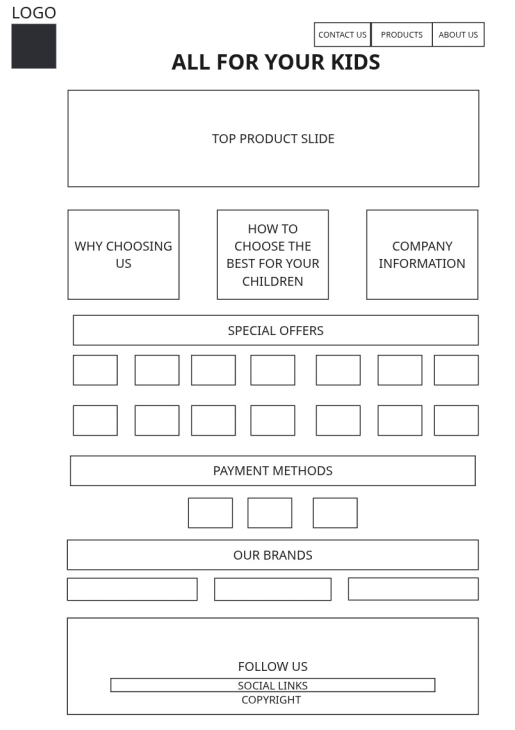 LOGO
CONTACT US
PRODUCTS
ABOUT US
ALL FOR YOUR KIDS
TOP PRODUCT SLIDE
WHY CHOOSING
US
HOW TO
CHOOSE THE
BEST FOR YOUR
CHILDREN
COMPANY
INFORMATION
SPECIAL OFFERS
PAYMENT METHODS
OUR BRANDS
FOLLOW US
SOCIAL LINKS
COPYRIGHT